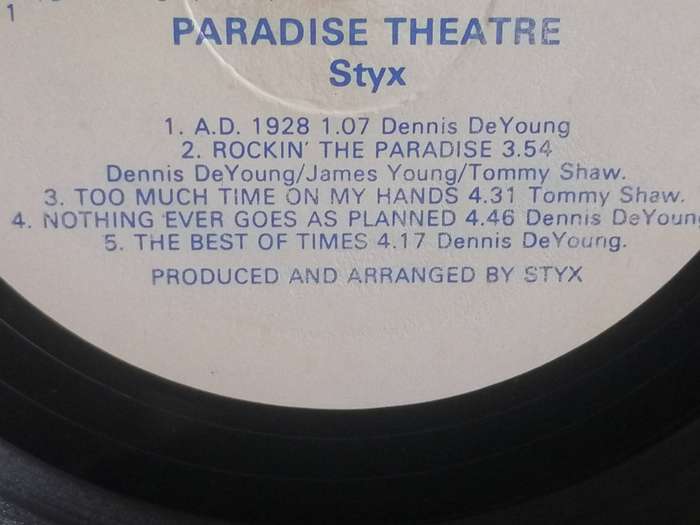 1
PARADISE THEATRE
Styx
1. A.D. 1928 1.07 Dennis DeYoung
2. ROCKIN' THE PARADISE 3.54
Dennis DeYoung/James Young/Tommy Shaw.
3. TOO MUCH TIME ON MY HANDS 4.31 Tommy Shaw.
4. NOTHING EVER GOES AS PLANNED 4.46 Dennis DeYoung
5. THE BEST OF TIMES 4.17 Dennis DeYoung.
PRODUCED AND ARRANGED BY STYX